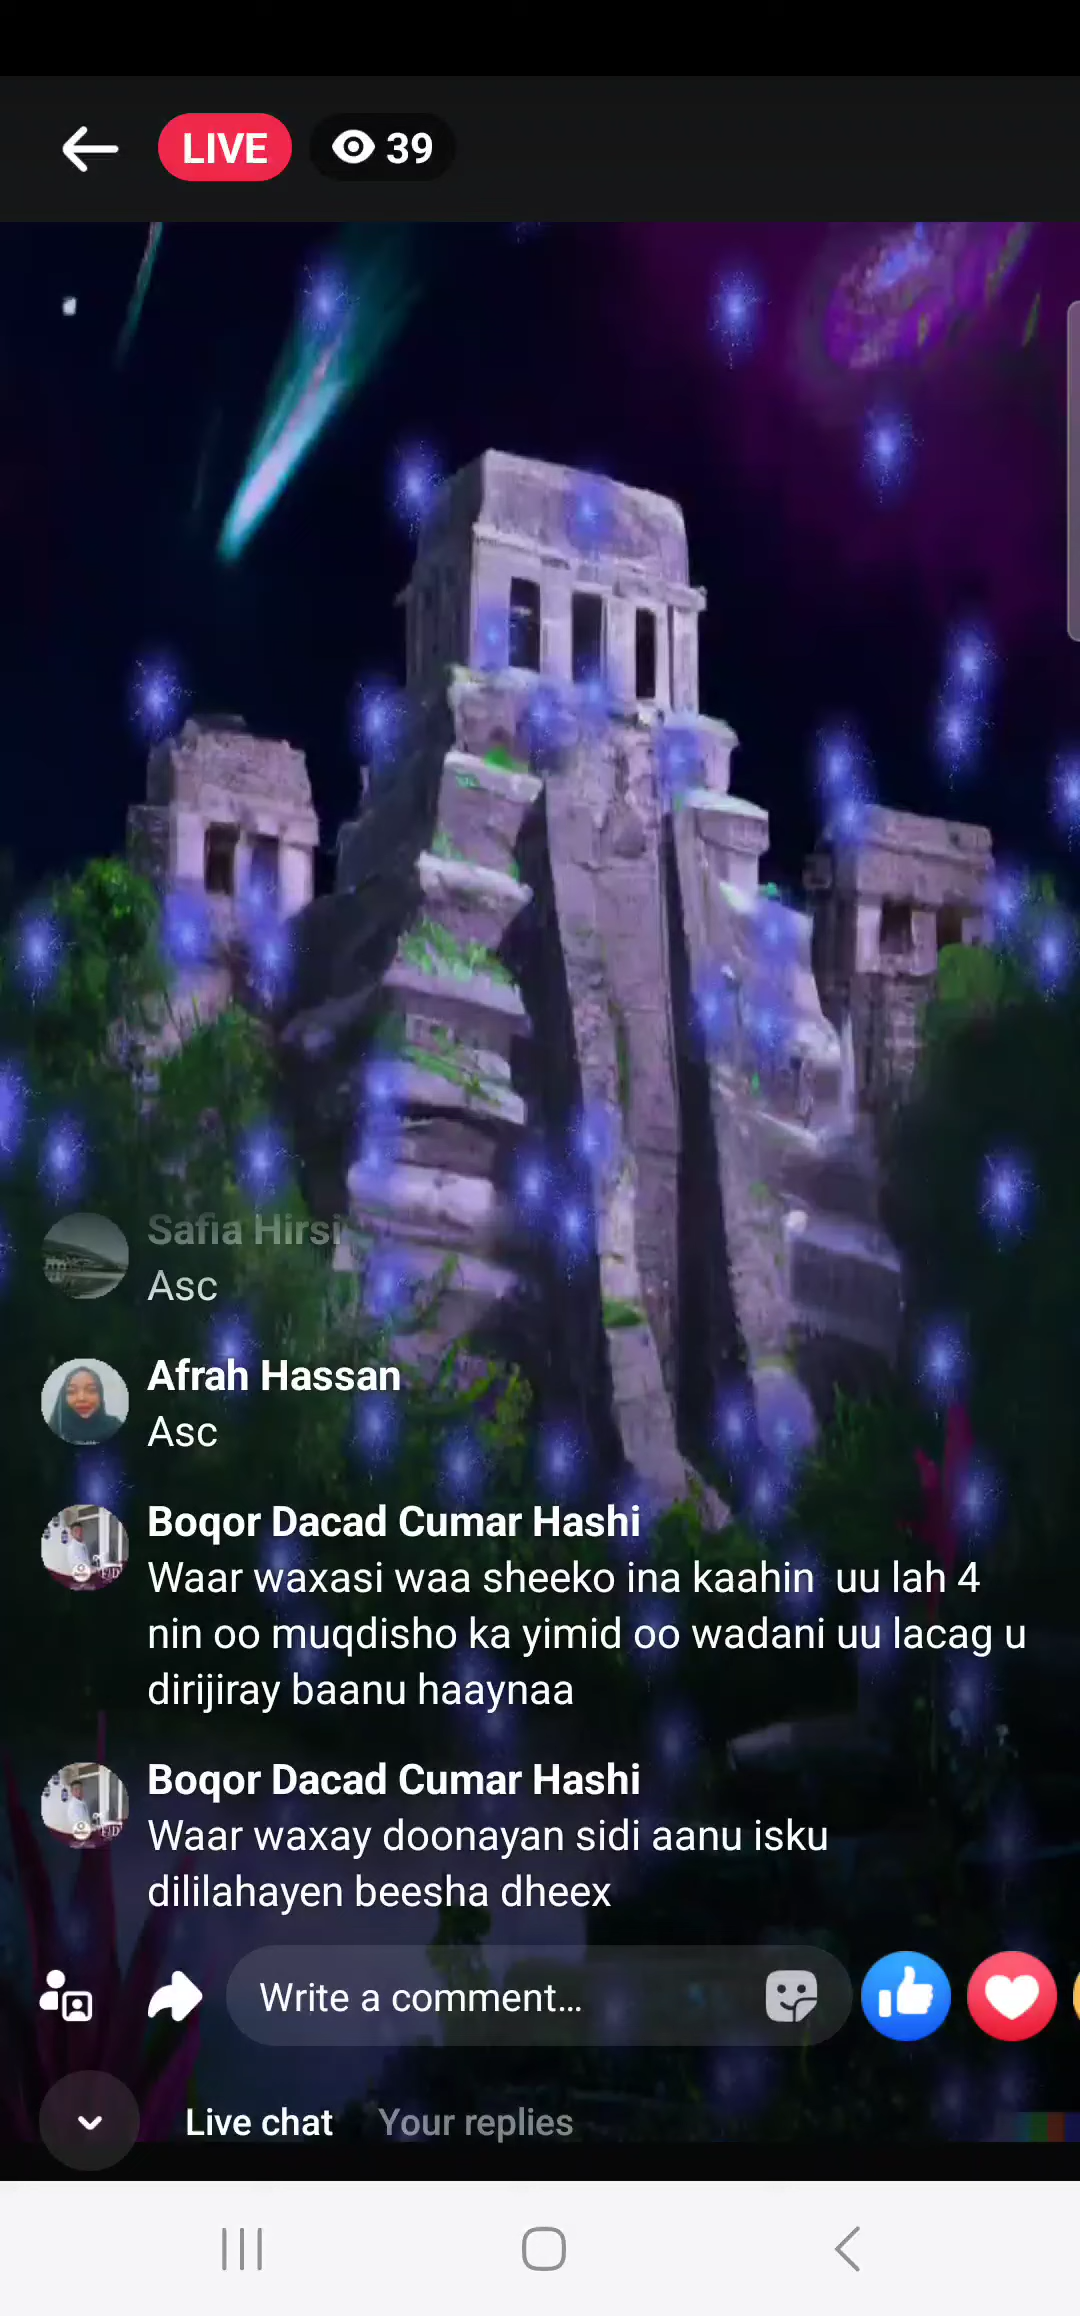 LIVE 39
Safia Hirsi
Asc
Afrah Hassan
Asc
Boqor Dacad Cumar Hashi
Waar waxasi waa sheeko ina kaahin uu lah 4
nin oo muqdisho ka yimid oo wadani uu lacag u
dirijiray baanu haaynaa
Boqor Dacad Cumar Hashi
Waar waxay doonayan sidi aanu isku
dililahayen beesha dheex
Write a comment...
Live chat Your replies